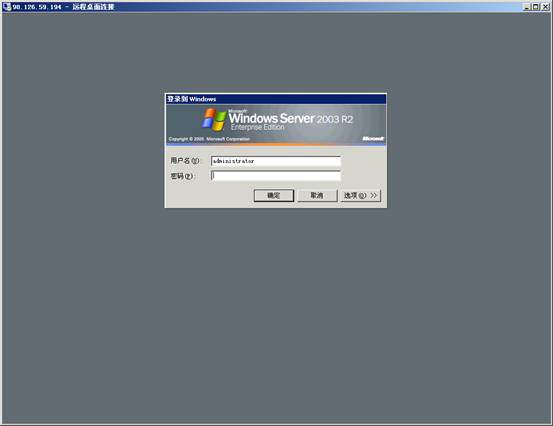 98.126.59.194 - 远程桌面连接
登录到 Windows
Microsoft
Windows Server 2003 R2
Enterprise Edition
Copyright © 2005 Microsoft Corporation
Microsoft
用户名(U):
administrator
密码(P):
确定
取消
选项(O) >>